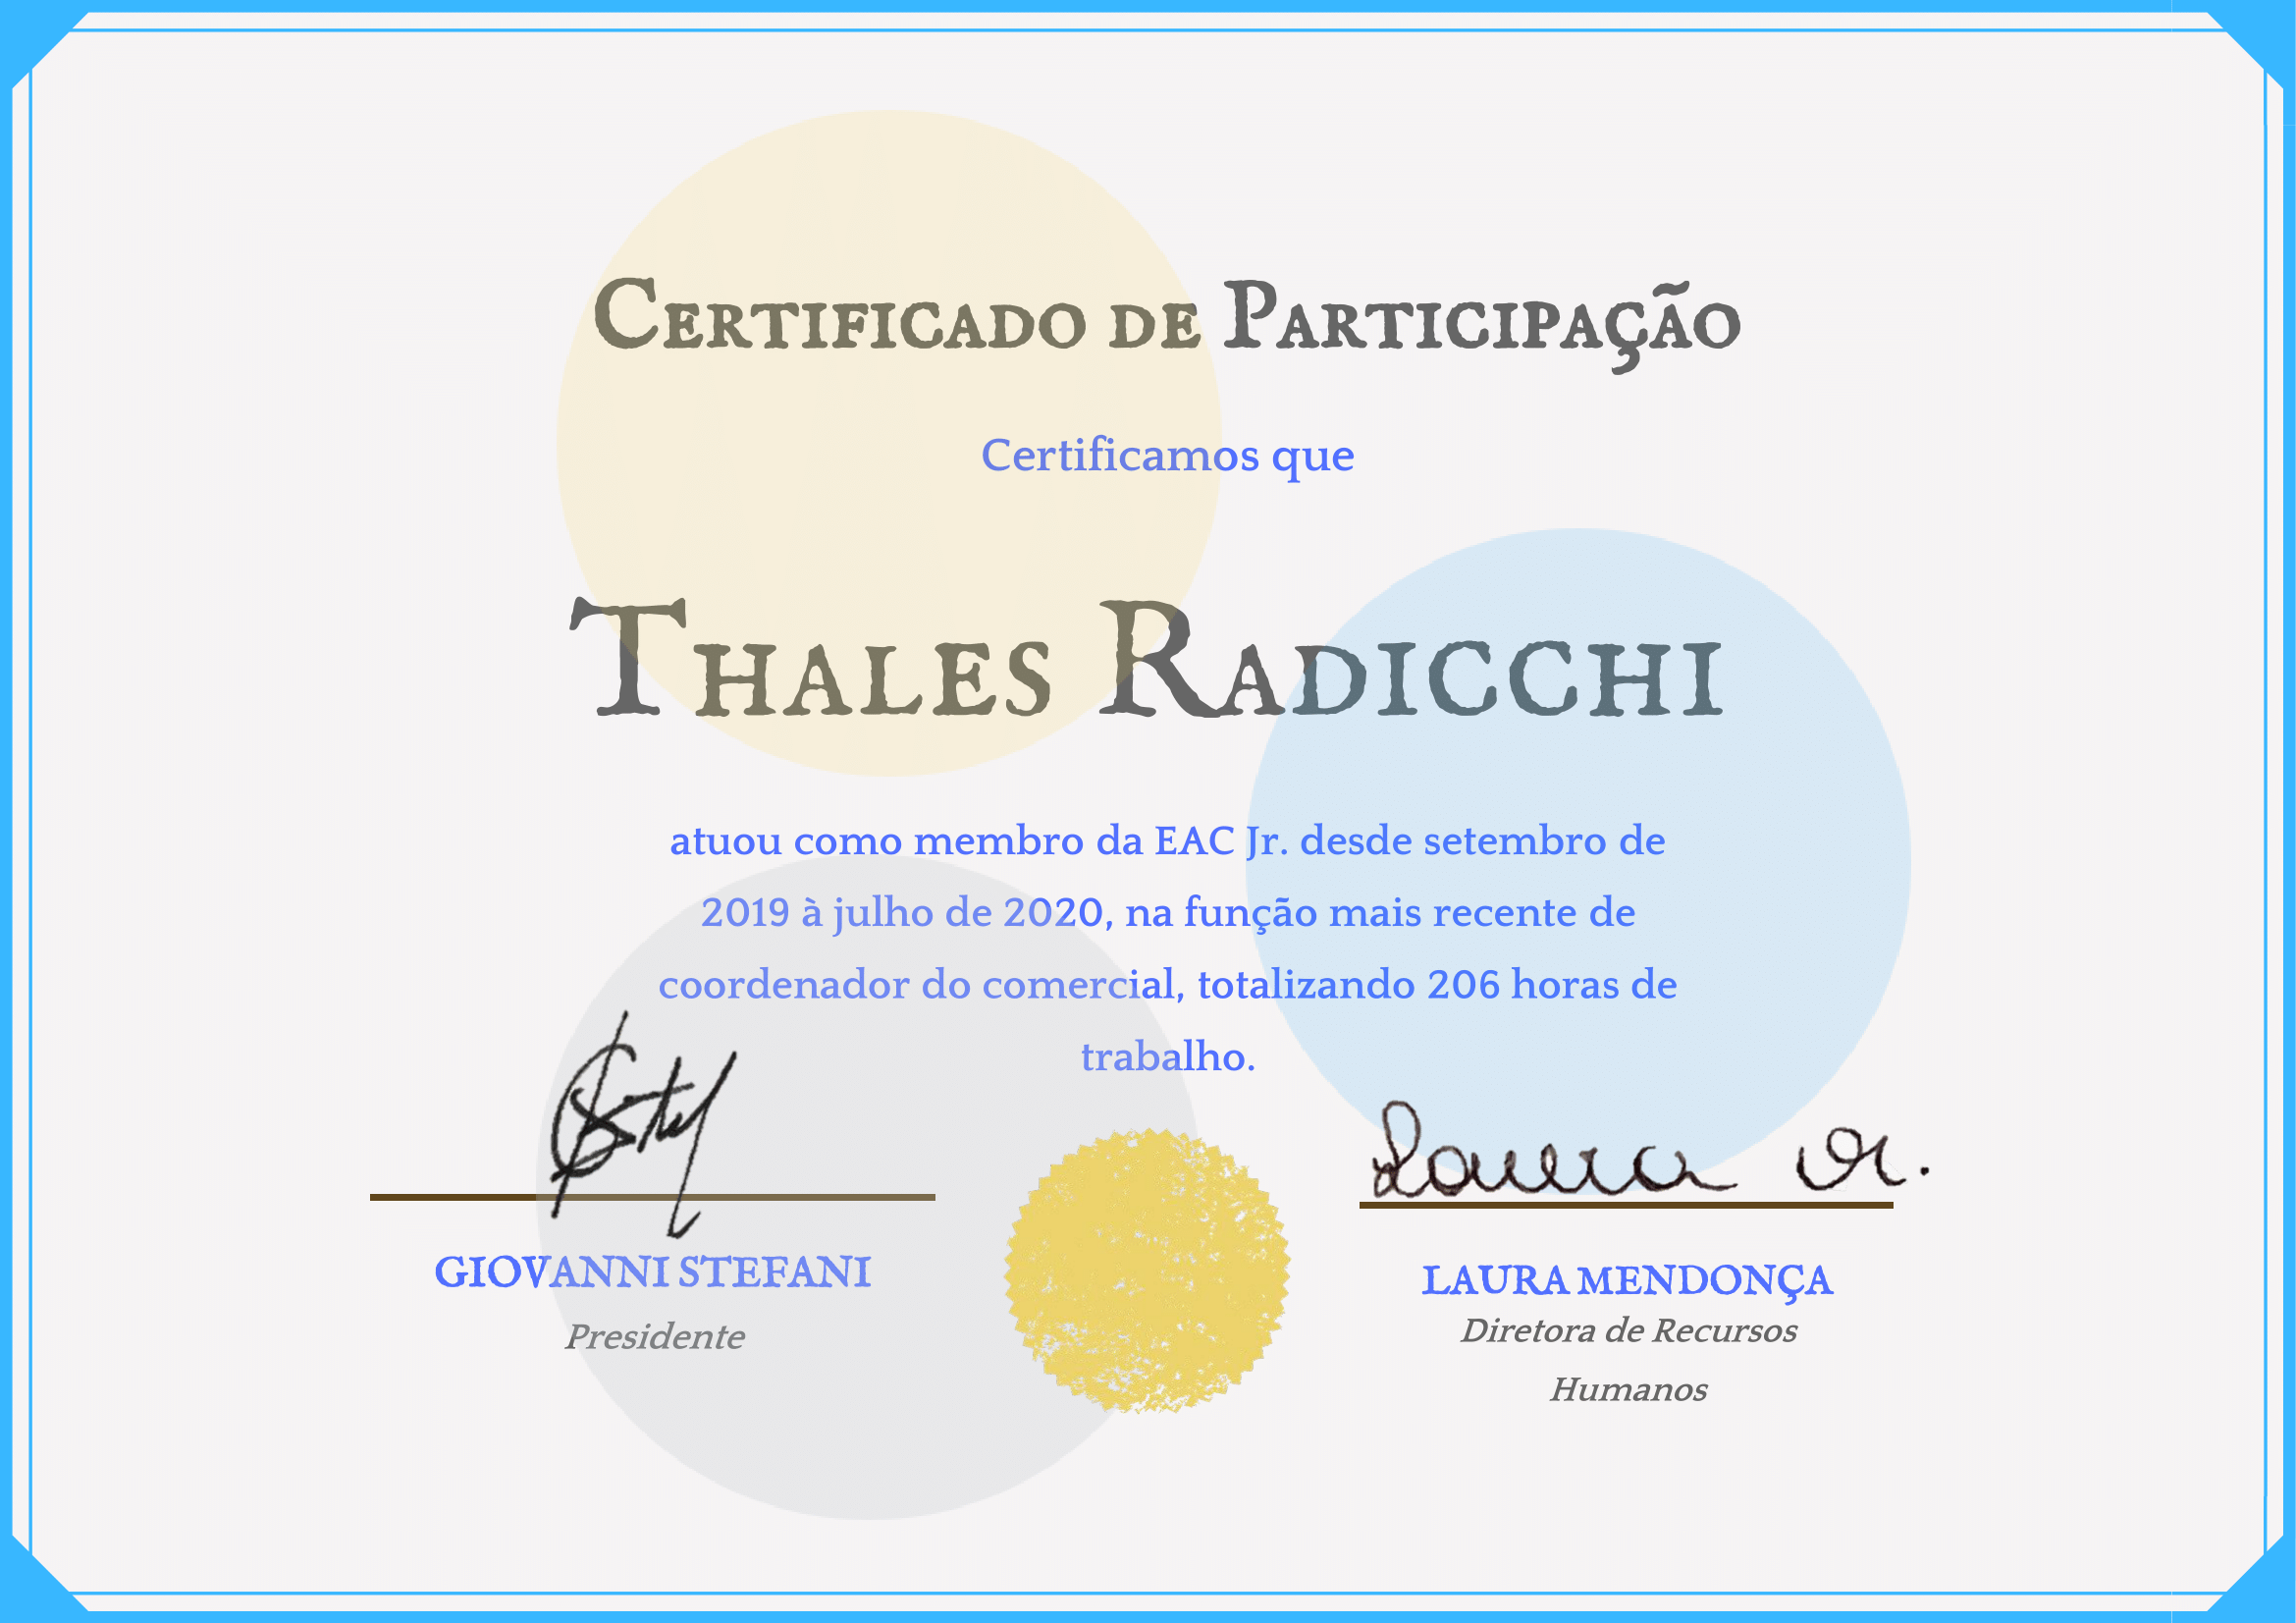 Certificado de Participação
Certificamos que
Thales Radicchi
atuou como membro da EAC Jr. desde setembro de
2019 à julho de 2020, na função mais recente de
coordenador do comercial, totalizando 206 horas de
trabalho.
Laura M.
GIOVANNI STEFANI
Presidente
LAURA MENDONÇA
Diretora de Recursos
Humanos